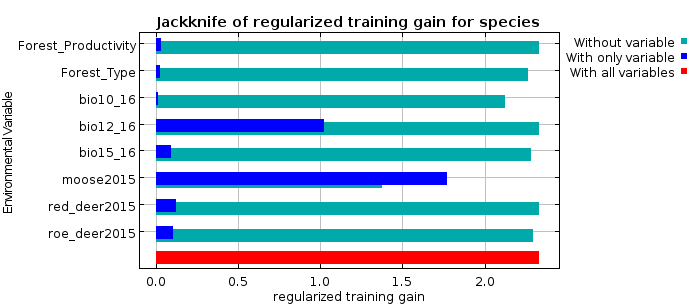 Jackknife of regularized training gain for species
Environmental Variable
Forest_Productivity
Forest_Type
bio10_16
bio12_16
bio15_16
moose2015
red_deer2015
roe_deer2015
0.0 0.5 1.0 1.5 2.0
regularized training gain
Without variable
With only variable
With all variables